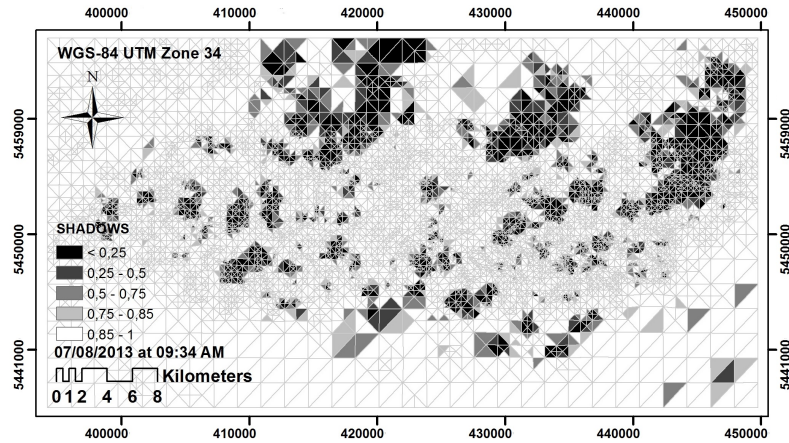 400000 410000 420000 430000 440000 450000
WGS-84 UTM Zone 34
N
5459000 5459000
5450000 5450000
SHADOWS
< 0,25
0,25 - 0,5
0,5 - 0,75
0,75 - 0,85
0,85 - 1
07/08/2013 at 09:34 AM
5441000 5441000
Kilometers
0 1 2 4 6 8
400000 410000 420000 430000 440000 450000